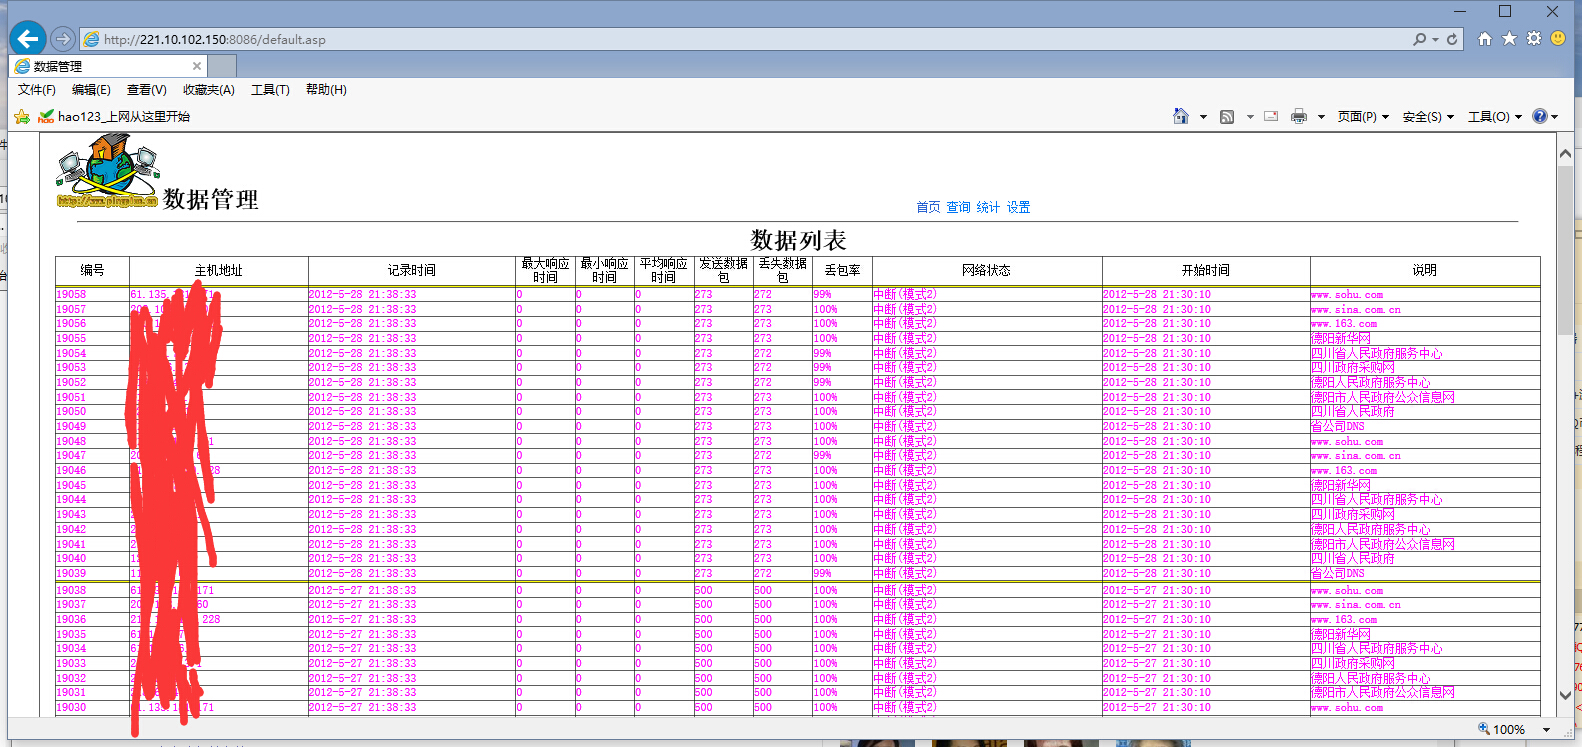 http://221.10.102.150:8086/default.asp
数据管理
文件(F) 编辑(E) 查看(V) 收藏夹(A) 工具(T) 帮助(H)
hao123_上网从这里开始 页面(P) 安全(S) 工具(O)
数据管理
首页 查询 统计 设置
数据列表
编号 主机地址 记录时间 最大响应时间 最小响应时间 平均响应时间 发送数据包 丢失数据包 丢包率 网络状态 开始时间 说明
19058 61.135. 2012-5-28 21:38:33 0 0 0 273 272 99% 中断(模式2) 2012-5-28 21:30:10 www.sohu.com
19057 2012-5-28 21:38:33 0 0 0 273 273 100% 中断(模式2) 2012-5-28 21:30:10 www.sina.com.cn
19056 2012-5-28 21:38:33 0 0 0 273 273 100% 中断(模式2) 2012-5-28 21:30:10 www.163.com
19055 2012-5-28 21:38:33 0 0 0 273 273 100% 中断(模式2) 2012-5-28 21:30:10 德阳新华网
19054 2012-5-28 21:38:33 0 0 0 273 272 99% 中断(模式2) 2012-5-28 21:30:10 四川省人民政府服务中心
19053 2012-5-28 21:38:33 0 0 0 273 272 99% 中断(模式2) 2012-5-28 21:30:10 四川政府采购网
19052 2012-5-28 21:38:33 0 0 0 273 272 99% 中断(模式2) 2012-5-28 21:30:10 德阳人民政府服务中心
19051 2012-5-28 21:38:33 0 0 0 273 273 100% 中断(模式2) 2012-5-28 21:30:10 德阳市人民政府公众信息网
19050 2012-5-28 21:38:33 0 0 0 273 273 100% 中断(模式2) 2012-5-28 21:30:10 四川省人民政府
19049 2012-5-28 21:38:33 0 0 0 273 273 100% 中断(模式2) 2012-5-28 21:30:10 省公司DNS
19048 2012-5-28 21:38:33 0 0 0 273 273 100% 中断(模式2) 2012-5-28 21:30:10 www.sohu.com
19047 2012-5-28 21:38:33 0 0 0 273 272 99% 中断(模式2) 2012-5-28 21:30:10 www.sina.com.cn
19046 2012-5-28 21:38:33 0 0 0 273 273 100% 中断(模式2) 2012-5-28 21:30:10 www.163.com
19045 2012-5-28 21:38:33 0 0 0 273 273 100% 中断(模式2) 2012-5-28 21:30:10 德阳新华网
19044 2012-5-28 21:38:33 0 0 0 273 273 100% 中断(模式2) 2012-5-28 21:30:10 四川省人民政府服务中心
19043 2012-5-28 21:38:33 0 0 0 273 273 100% 中断(模式2) 2012-5-28 21:30:10 四川政府采购网
19042 2012-5-28 21:38:33 0 0 0 273 273 100% 中断(模式2) 2012-5-28 21:30:10 德阳人民政府服务中心
19041 2012-5-28 21:38:33 0 0 0 273 273 100% 中断(模式2) 2012-5-28 21:30:10 德阳市人民政府公众信息网
19040 2012-5-28 21:38:33 0 0 0 273 273 100% 中断(模式2) 2012-5-28 21:30:10 四川省人民政府
19039 2012-5-28 21:38:33 0 0 0 273 272 99% 中断(模式2) 2012-5-28 21:30:10 省公司DNS
19038 171 2012-5-27 21:38:33 0 0 0 500 500 100% 中断(模式2) 2012-5-27 21:30:10 www.sohu.com
19037 2012-5-27 21:38:33 0 0 0 500 500 100% 中断(模式2) 2012-5-27 21:30:10 www.sina.com.cn
19036 228 2012-5-27 21:38:33 0 0 0 500 500 100% 中断(模式2) 2012-5-27 21:30:10 www.163.com
19035 2012-5-27 21:38:33 0 0 0 500 500 100% 中断(模式2) 2012-5-27 21:30:10 德阳新华网
19034 2012-5-27 21:38:33 0 0 0 500 500 100% 中断(模式2) 2012-5-27 21:30:10 四川省人民政府服务中心
19033 2012-5-27 21:38:33 0 0 0 500 500 100% 中断(模式2) 2012-5-27 21:30:10 四川政府采购网
19032 2012-5-27 21:38:33 0 0 0 500 500 100% 中断(模式2) 2012-5-27 21:30:10 德阳人民政府服务中心
19031 2012-5-27 21:38:33 0 0 0 500 500 100% 中断(模式2) 2012-5-27 21:30:10 德阳市人民政府公众信息网
19030 171 2012-5-27 21:38:33 0 0 0 500 500 100% 中断(模式2) 2012-5-27 21:30:10 www.sohu.com
100%